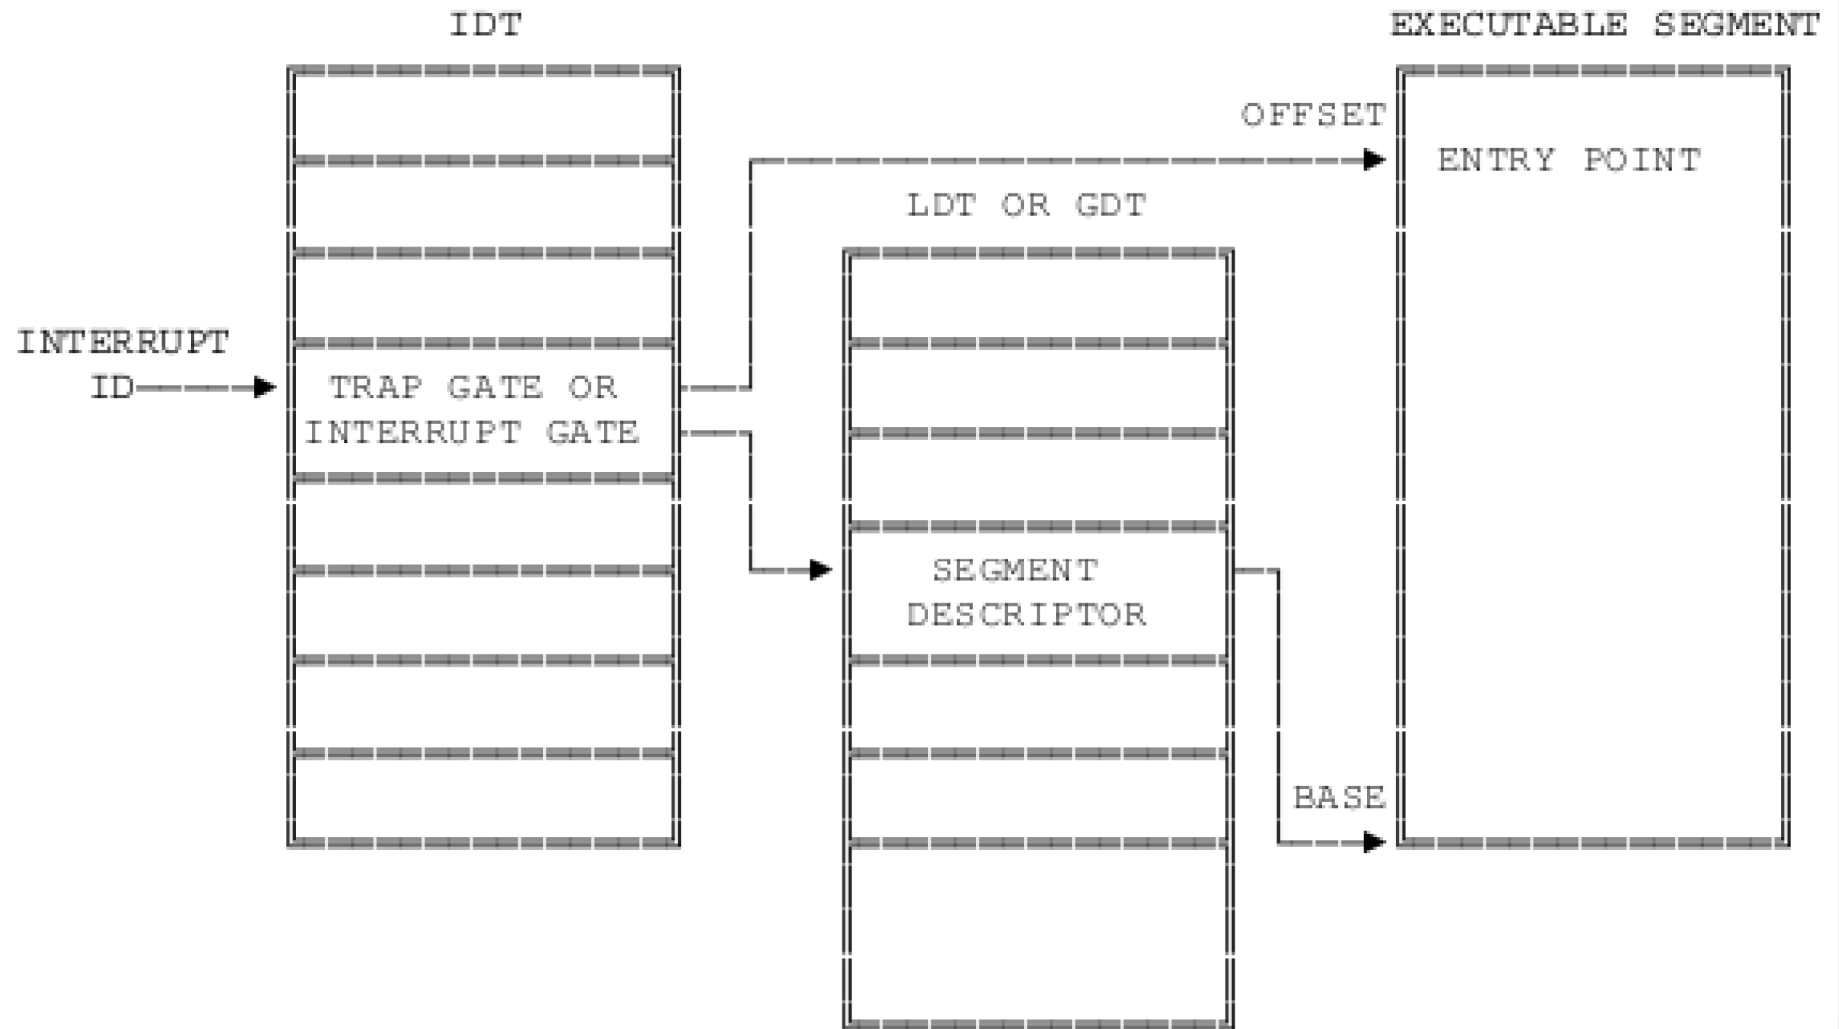 IDT
EXECUTABLE SEGMENT
OFFSET
ENTRY POINT
LDT OR GDT
INTERRUPT
ID
TRAP GATE OR
INTERRUPT GATE
SEGMENT
DESCRIPTOR
BASE